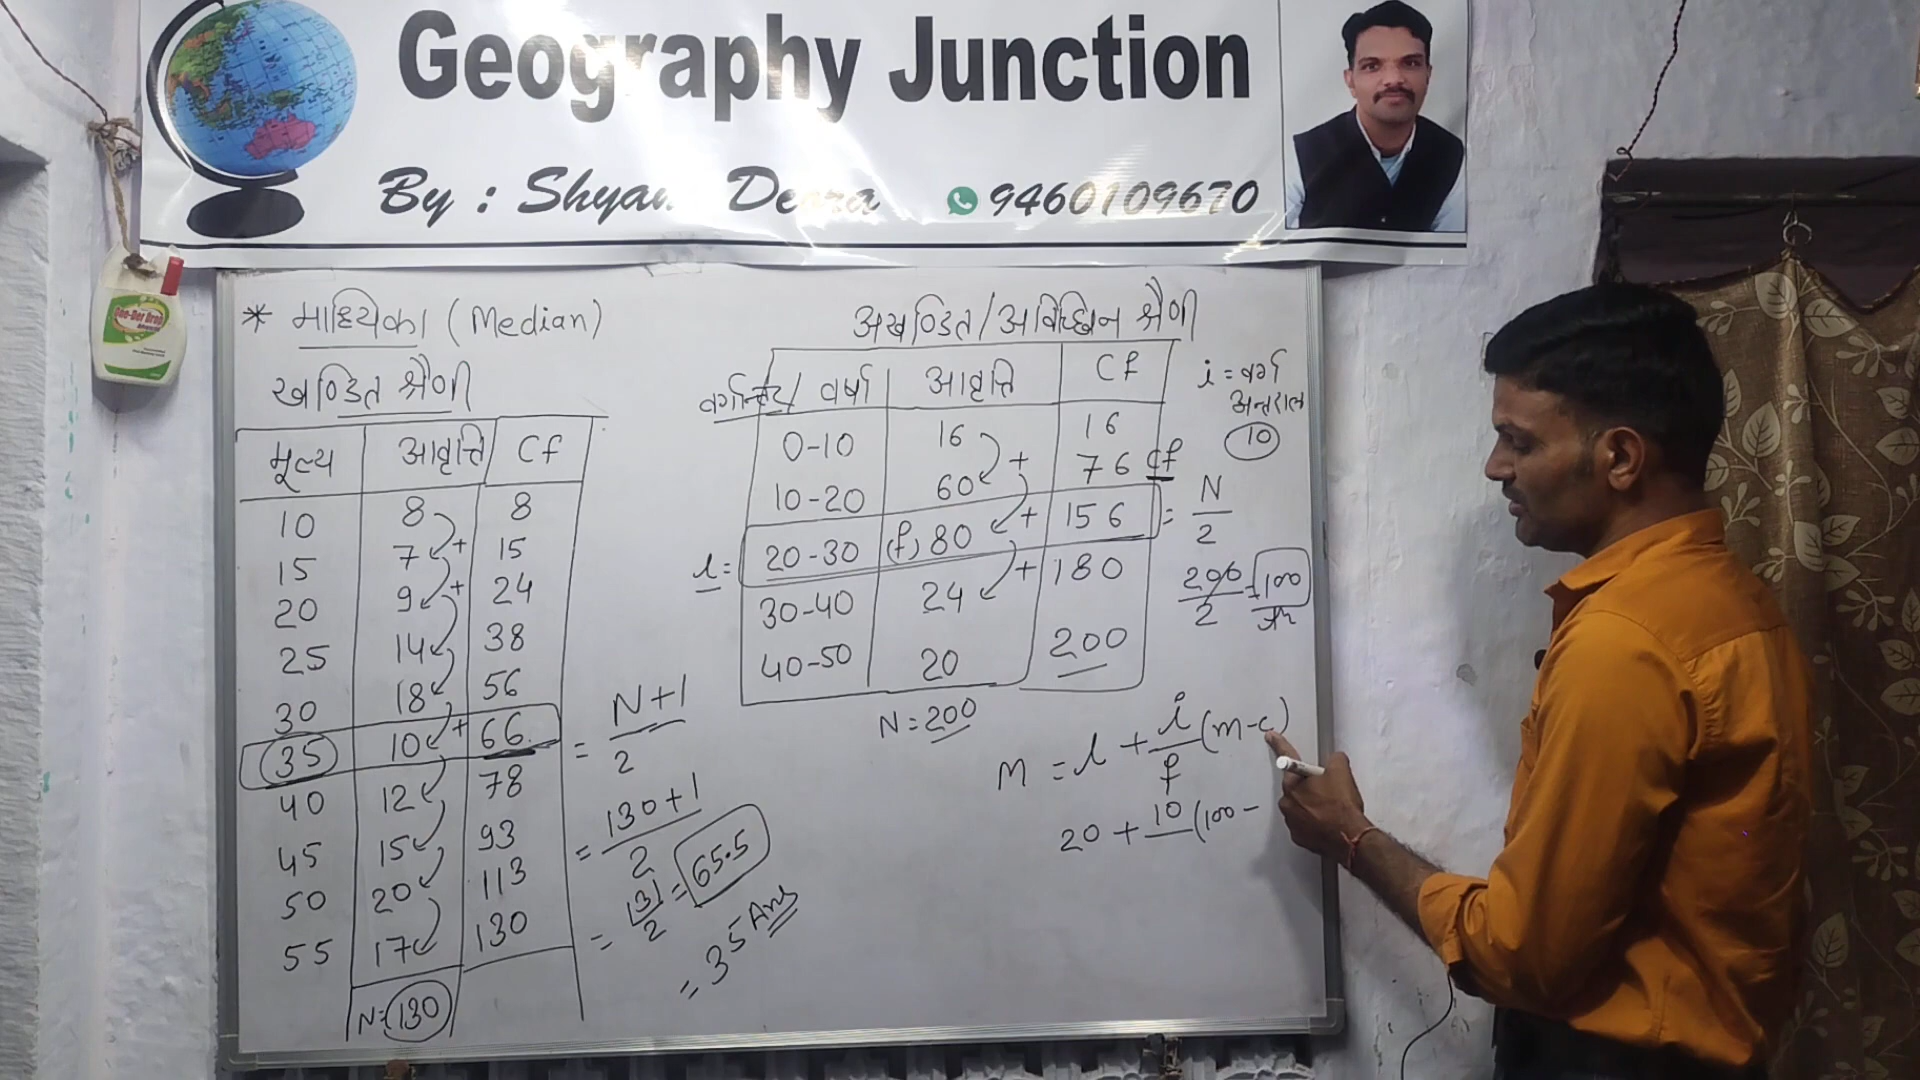 Geography Junction
By : Shyam De  ra 9460109670
* माध्यिका (Median)
खण्डित श्रेणी
मूल्य आवृत्ति Cf
10 8 8
15 7 + 15
20 9 + 24
25 14 38
30 18 56
35 10 + 66
40 12 78
45 15 93
50 20 113
55 17 130
N=130
= N+1
2
= 130+1
2
= 131 = 65.5
2
= 35 Ans
अखण्डित/अविच्छिन श्रेणी
वर्गान्तर/ वर्षा आवृत्ति Cf
0-10 16 16
10-20 60 + 76 Cf
l = 20-30 (f) 80 + 156 = N
2
30-40 24 + 180
40-50 20 200
N = 200
i = वर्ग
अन्तराल
10
200 = 100
2
M = l + i (m-c)
f
20 + 10 (100 -